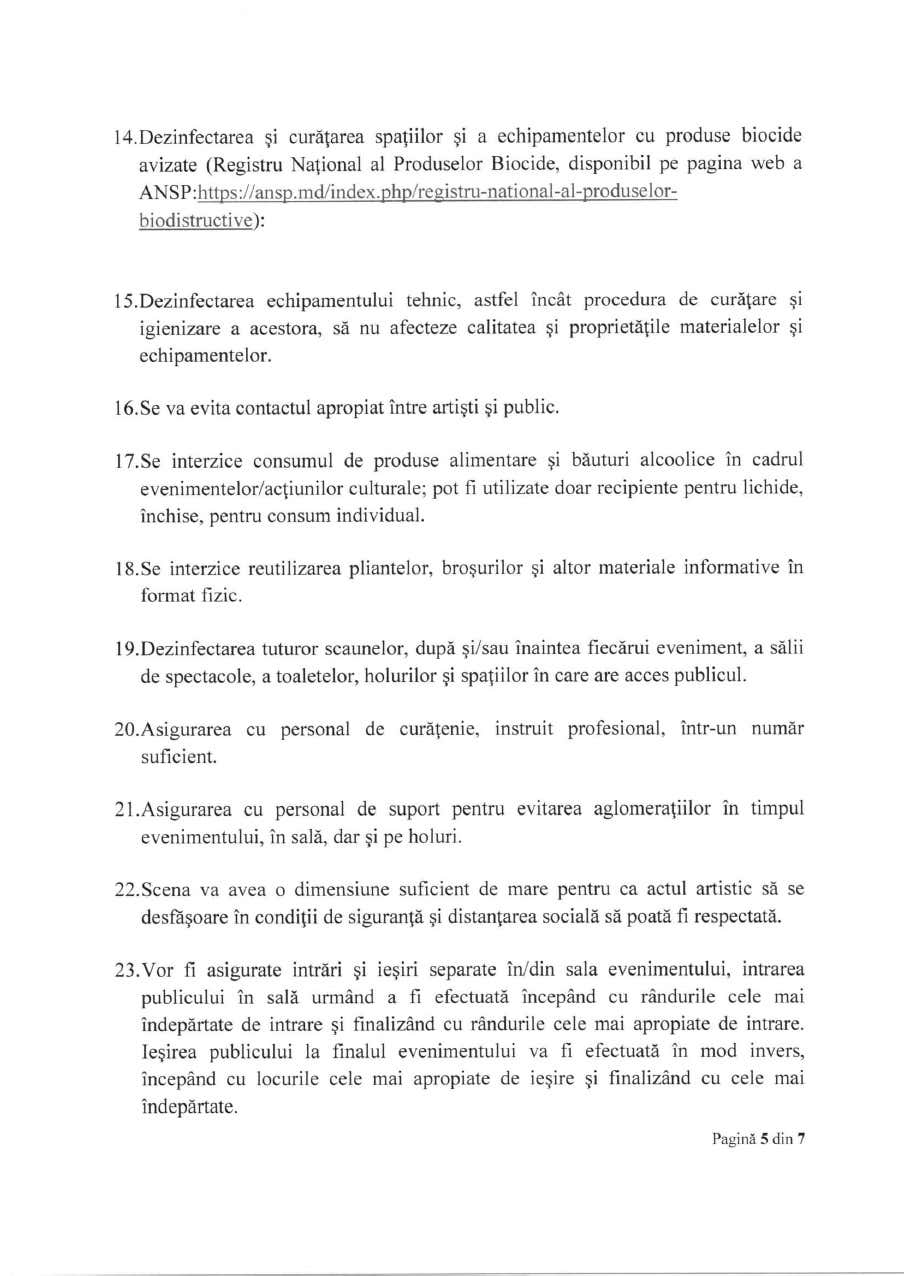 14.Dezinfectarea şi curăţarea spaţiilor şi a echipamentelor cu produse biocide
avizate (Registru Naţional al Produselor Biocide, disponibil pe pagina web a
ANSP:https://ansp.md/index.php/registru-national-al-produselor-
biodistructive):
15.Dezinfectarea echipamentului tehnic, astfel încât procedura de curăţare şi
igienizare a acestora, să nu afecteze calitatea şi proprietăţile materialelor şi
echipamentelor.
16.Se va evita contactul apropiat între artişti şi public.
17.Se interzice consumul de produse alimentare şi băuturi alcoolice în cadrul
evenimentelor/acţiunilor culturale; pot fi utilizate doar recipiente pentru lichide,
închise, pentru consum individual.
18.Se interzice reutilizarea pliantelor, broşurilor şi altor materiale informative în
format fizic.
19.Dezinfectarea tuturor scaunelor, după şi/sau înaintea fiecărui eveniment, a sălii
de spectacole, a toaletelor, holurilor şi spaţiilor în care are acces publicul.
20.Asigurarea cu personal de curăţenie, instruit profesional, într-un număr
suficient.
21.Asigurarea cu personal de suport pentru evitarea aglomeraţiilor în timpul
evenimentului, în sală, dar şi pe holuri.
22.Scena va avea o dimensiune suficient de mare pentru ca actul artistic să se
desfăşoare în condiţii de siguranţă şi distanţarea socială să poată fi respectată.
23.Vor fi asigurate intrări şi ieşiri separate în/din sala evenimentului, intrarea
publicului în sală urmând a fi efectuată începând cu rândurile cele mai
îndepărtate de intrare şi finalizând cu rândurile cele mai apropiate de intrare.
Ieşirea publicului la finalul evenimentului va fi efectuată în mod invers,
începând cu locurile cele mai apropiate de ieşire şi finalizând cu cele mai
îndepărtate.
Pagină 5 din 7